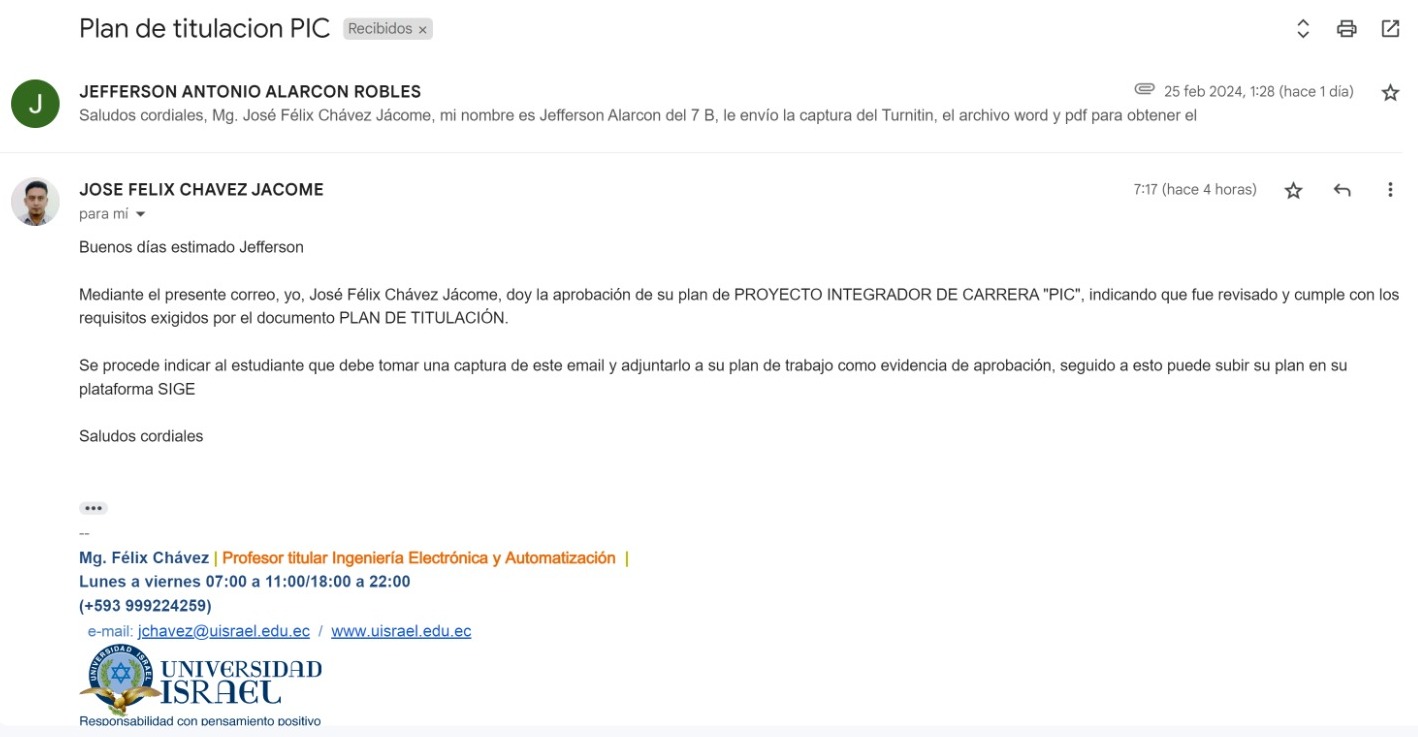 Plan de titulacion PIC Recibidos ×
JEFFERSON ANTONIO ALARCON ROBLES
25 feb 2024, 1:28 (hace 1 día)
Saludos cordiales, Mg. José Félix Chávez Jácome, mi nombre es Jefferson Alarcon del 7 B, le envío la captura del Turnitin, el archivo word y pdf para obtener el
J
JOSE FELIX CHAVEZ JACOME
7:17 (hace 4 horas)
para mí
Buenos días estimado Jefferson
Mediante el presente correo, yo, José Félix Chávez Jácome, doy la aprobación de su plan de PROYECTO INTEGRADOR DE CARRERA "PIC", indicando que fue revisado y cumple con los
requisitos exigidos por el documento PLAN DE TITULACIÓN.
Se procede indicar al estudiante que debe tomar una captura de este email y adjuntarlo a su plan de trabajo como evidencia de aprobación, seguido a esto puede subir su plan en su
plataforma SIGE
Saludos cordiales
--
Mg. Félix Chávez | Profesor titular Ingeniería Electrónica y Automatización |
Lunes a viernes 07:00 a 11:00/18:00 a 22:00
(+593 999224259)
e-mail: jchavez@uisrael.edu.ec / www.uisrael.edu.ec
UNIVERSIDAD ISRAEL
UNIVERSIDAD
ISRAEL
Responsabilidad con pensamiento positivo